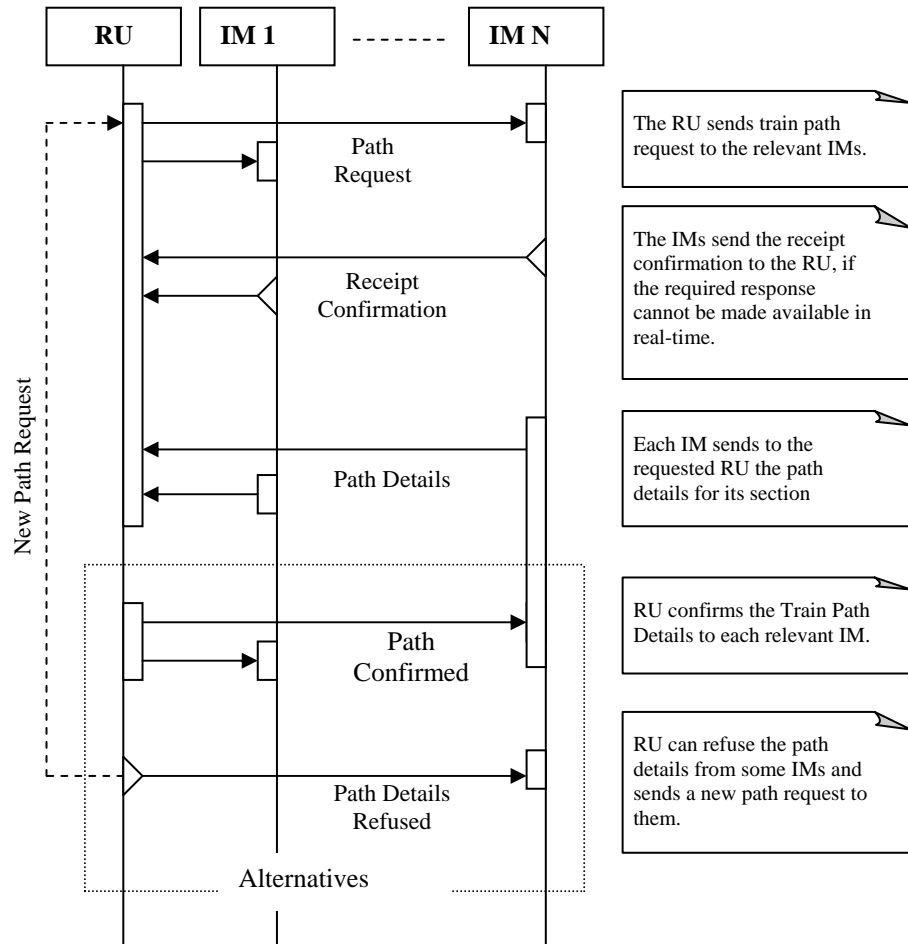 RU
IM 1
IM N
The RU sends train path
request to the relevant IMs.
Path
Request
The IMs send the receipt
confirmation to the RU, if
the required response
cannot be made available in
real-time.
Receipt
Confirmation
New Path Request
Each IM sends to the
requested RU the path
details for its section
Path Details
RU confirms the Train Path
Details to each relevant IM.
Path
Confirmed
RU can refuse the path
details from some IMs and
sends a new path request to
them.
Path Details
Refused
Alternatives